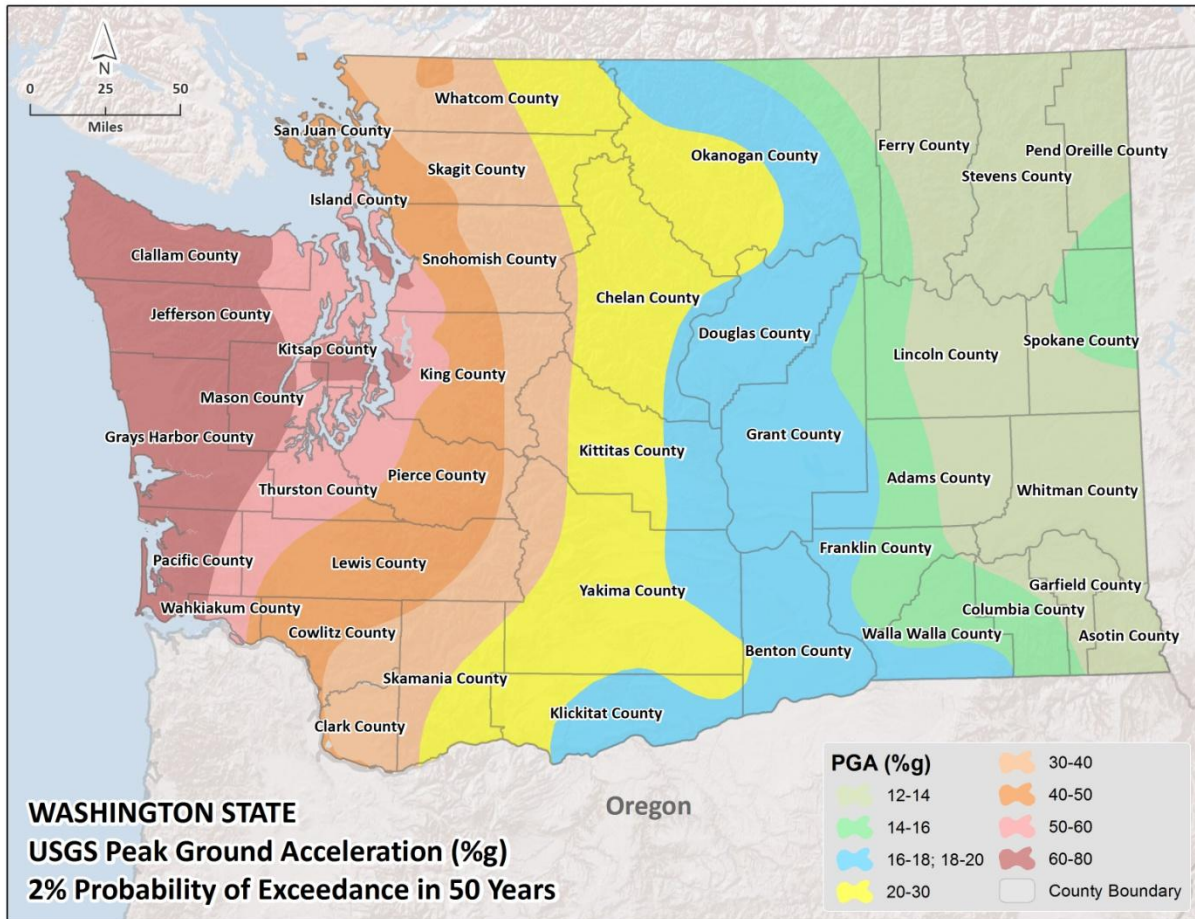 N
0 25 50
Miles
Whatcom County
San Juan County
Okanogan County
Ferry County
Pend Oreille County
Skagit County
Stevens County
Island County
Clallam County
Snohomish County
Chelan County
Jefferson County
Douglas County
Kitsap County
Lincoln County
Spokane County
King County
Mason County
Grays Harbor County
Grant County
Kittitas County
Pierce County
Adams County
Thurston County
Whitman County
Franklin County
Pacific County
Lewis County
Garfield County
Yakima County
Wahkiakum County
Columbia County
Cowlitz County
Walla Walla County
Asotin County
Benton County
Skamania County
Klickitat County
Clark County
Oregon
WASHINGTON STATE
USGS Peak Ground Acceleration (%g)
2% Probability of Exceedance in 50 Years
PGA (%g)
12-14
14-16
16-18; 18-20
20-30
30-40
40-50
50-60
60-80
County Boundary